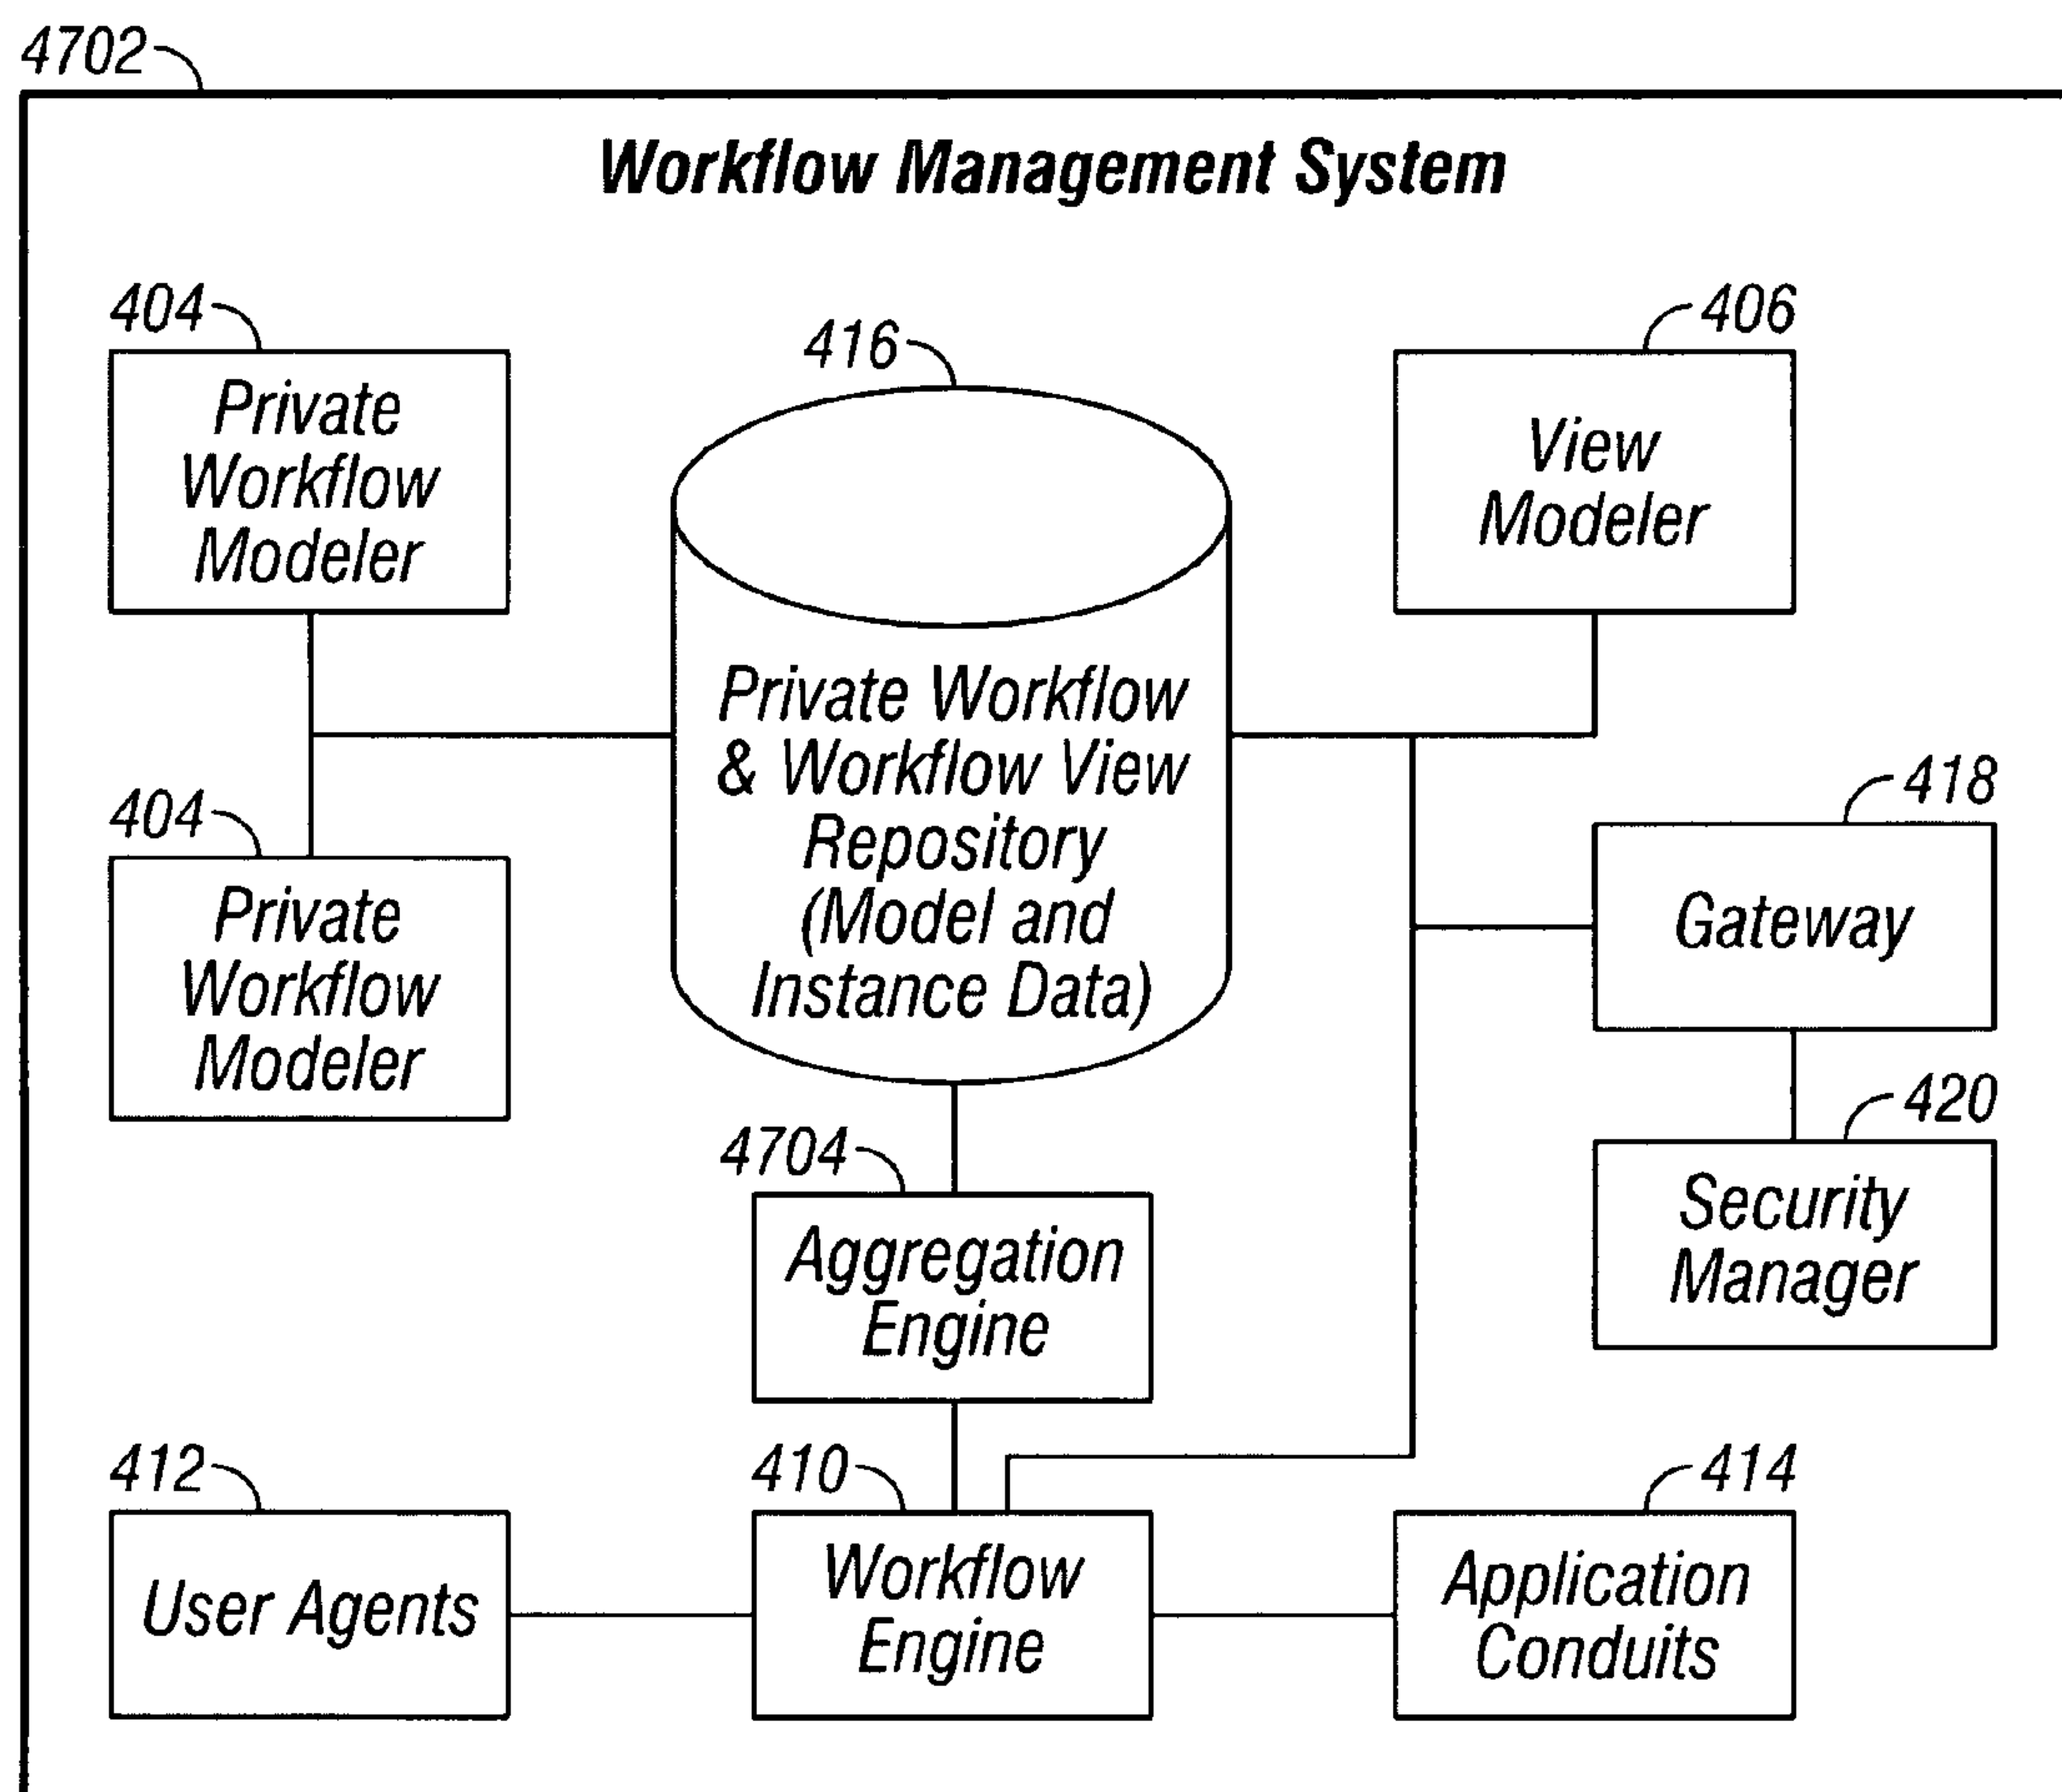 4702
Workflow Management System
404
Private
Workflow
Modeler
416
Private Workflow
& Workflow View
Repository
(Model and
Instance Data)
406
View
Modeler
404
Private
Workflow
Modeler
418
Gateway
420
Security
Manager
4704
Aggregation
Engine
412
User Agents
410
Workflow
Engine
414
Application
Conduits